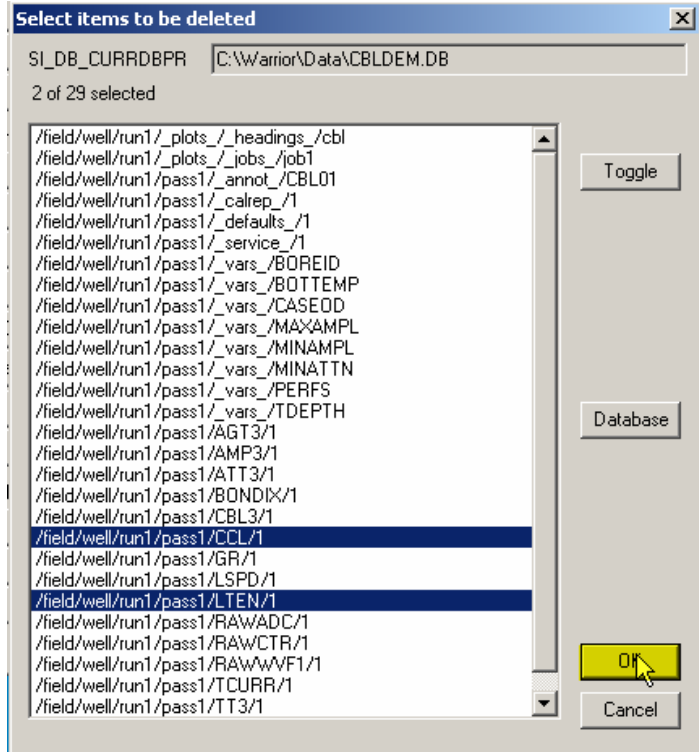 Select items to be deleted
SI_DB_CURRDBPR C:\Warrior\Data\CBLDEM.DB
2 of 29 selected
/field/well/run1/_plots_/_headings_/cbl
/field/well/run1/_plots_/_jobs_/job1
/field/well/run1/pass1/_annot_/CBL01
/field/well/run1/pass1/_calrep_/1
/field/well/run1/pass1/_defaults_/1
/field/well/run1/pass1/_service_/1
/field/well/run1/pass1/_vars_/BOREID
/field/well/run1/pass1/_vars_/BOTTEMP
/field/well/run1/pass1/_vars_/CASEOD
/field/well/run1/pass1/_vars_/MAXAMPL
/field/well/run1/pass1/_vars_/MINAMPL
/field/well/run1/pass1/_vars_/MINATTN
/field/well/run1/pass1/_vars_/PERFS
/field/well/run1/pass1/_vars_/TDEPTH
/field/well/run1/pass1/AGT3/1
/field/well/run1/pass1/AMP3/1
/field/well/run1/pass1/ATT3/1
/field/well/run1/pass1/BONDIX/1
/field/well/run1/pass1/CBL3/1
/field/well/run1/pass1/CCL/1
/field/well/run1/pass1/GR/1
/field/well/run1/pass1/LSPD/1
/field/well/run1/pass1/LTEN/1
/field/well/run1/pass1/RAWADC/1
/field/well/run1/pass1/RAWCTR/1
/field/well/run1/pass1/RAWWVF1/1
/field/well/run1/pass1/TCURR/1
/field/well/run1/pass1/TT3/1
Toggle
Database
OK
Cancel